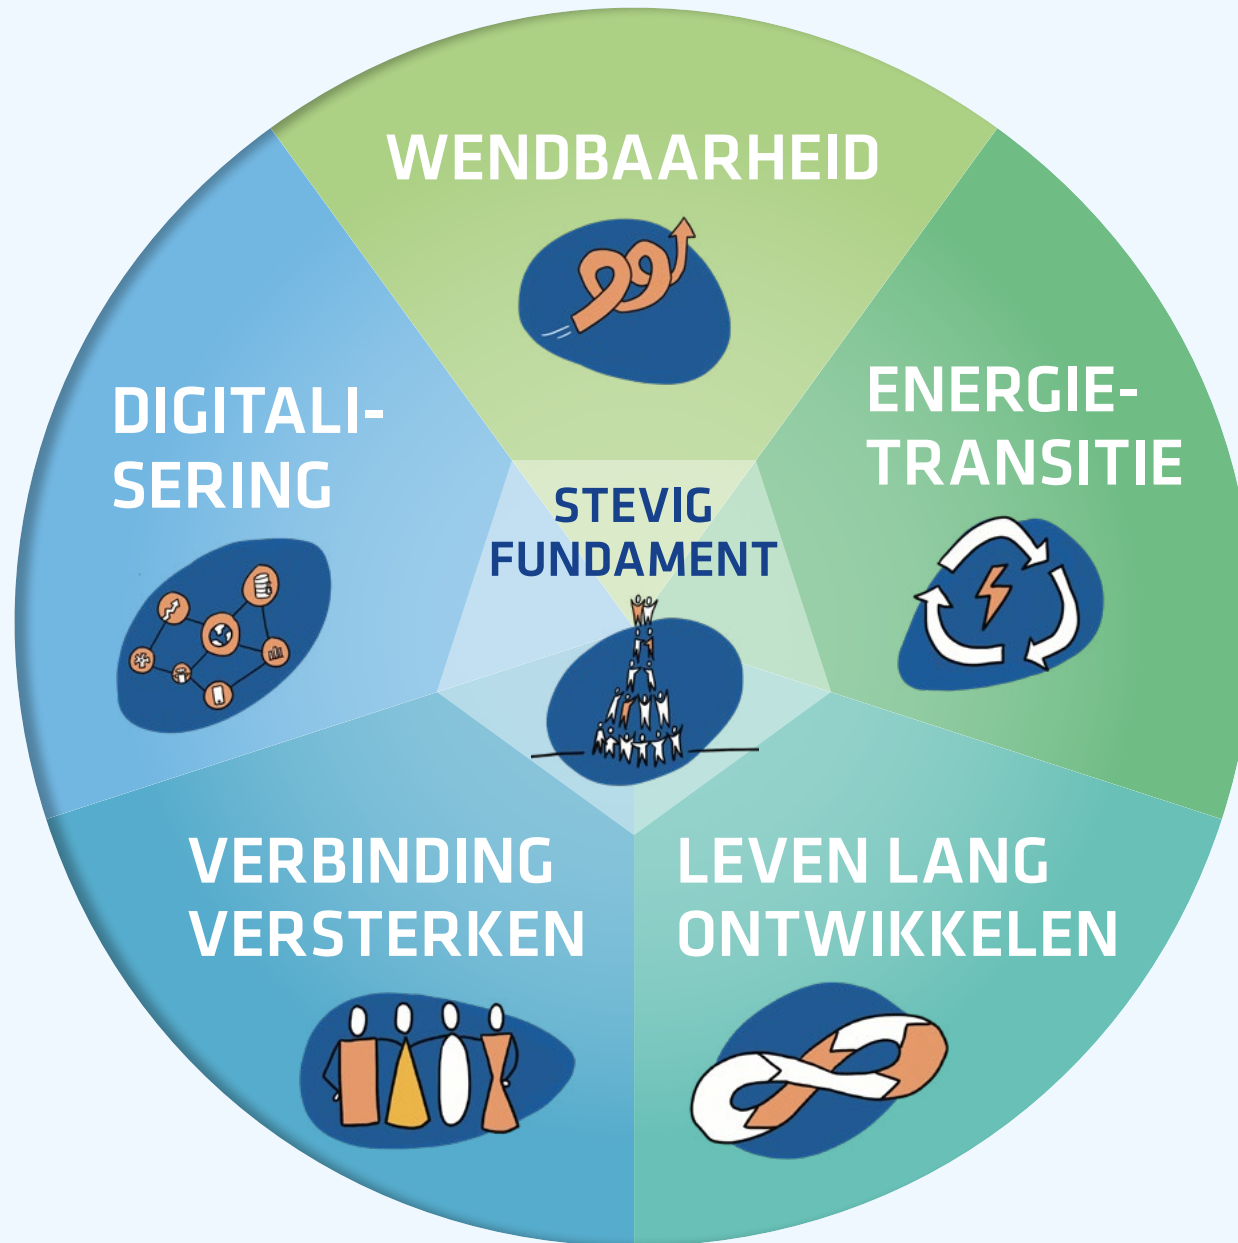 WENDBAARHEID
ENERGIE-
TRANSITIE
DIGITALI-
SERING
STEVIG
FUNDAMENT
VERBINDING
VERSTERKEN
LEVEN LANG
ONTWIKKELEN